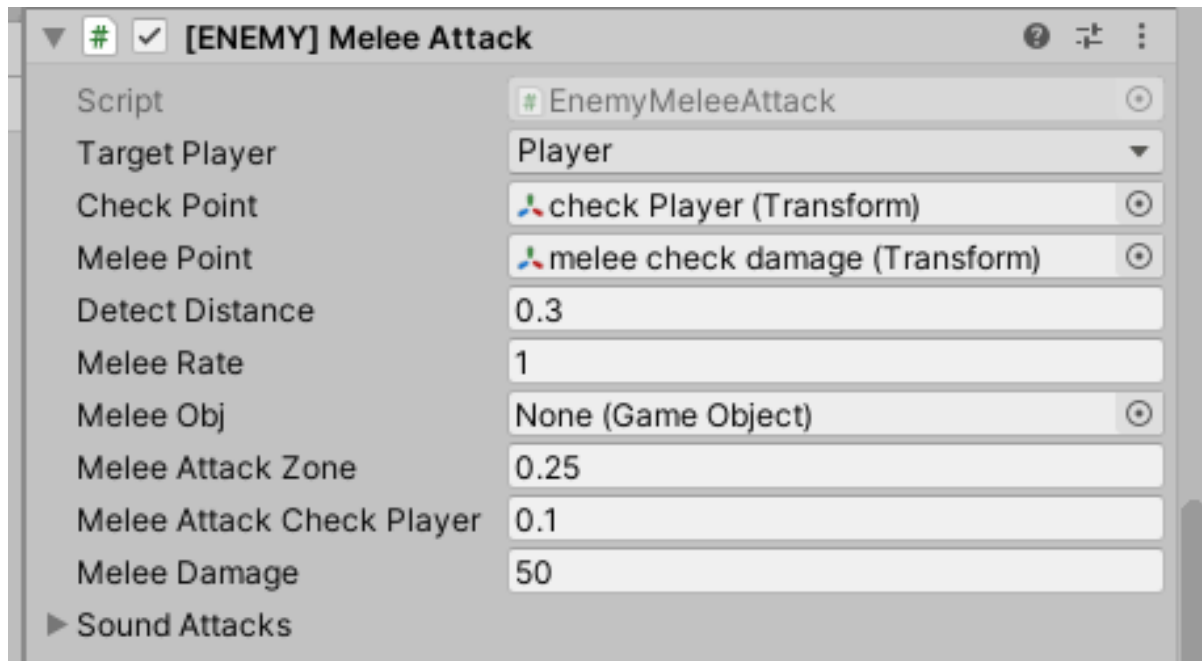 [ENEMY] Melee Attack
Script EnemyMeleeAttack
Target Player Player
Check Point check Player (Transform)
Melee Point melee check damage (Transform)
Detect Distance 0.3
Melee Rate 1
Melee Obj None (Game Object)
Melee Attack Zone 0.25
Melee Attack Check Player 0.1
Melee Damage 50
Sound Attacks